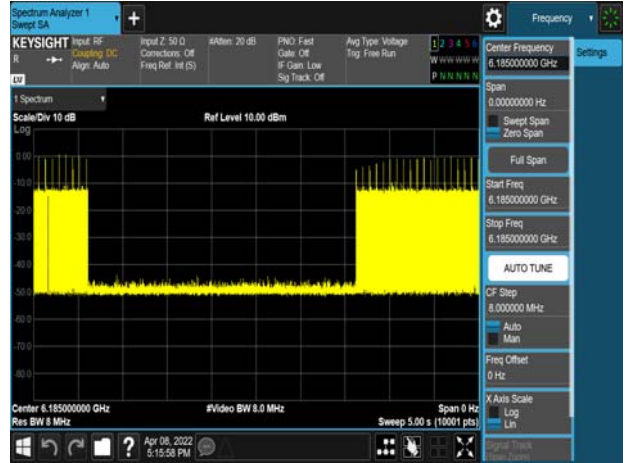 Spectrum Analyzer 1
Swept SA
+
Frequency
KEYSIGHT
R
LXI
Input: RF
Coupling: DC
Align: Auto
Input Z: 50 Ω
Corrections: Off
Freq Ref: Int (S)
#Atten: 20 dB
PNO: Fast
Gate: Off
IF Gain: Low
Sig Track: Off
Avg Type: Voltage
Trig: Free Run
1 2 3 4 5 6
W W W W W W
P N N N N N
Settings
1 Spectrum
Scale/Div 10 dB
Ref Level 10.00 dBm
Log
0.00
-10.0
-20.0
-30.0
-40.0
-50.0
-60.0
-70.0
-80.0
Center 6.185000000 GHz
Res BW 8 MHz
#Video BW 8.0 MHz
Span 0 Hz
Sweep 5.00 s (10001 pts)
Center Frequency
6.185000000 GHz
Span
0.00000000 Hz
Swept Span
Zero Span
Full Span
Start Freq
6.185000000 GHz
Stop Freq
6.185000000 GHz
AUTO TUNE
CF Step
8.000000 MHz
Auto
Man
Freq Offset
0 Hz
X Axis Scale
Log
Lin
Signal Track
(Span Zoom)
?
Apr 08, 2022
5:15:58 PM